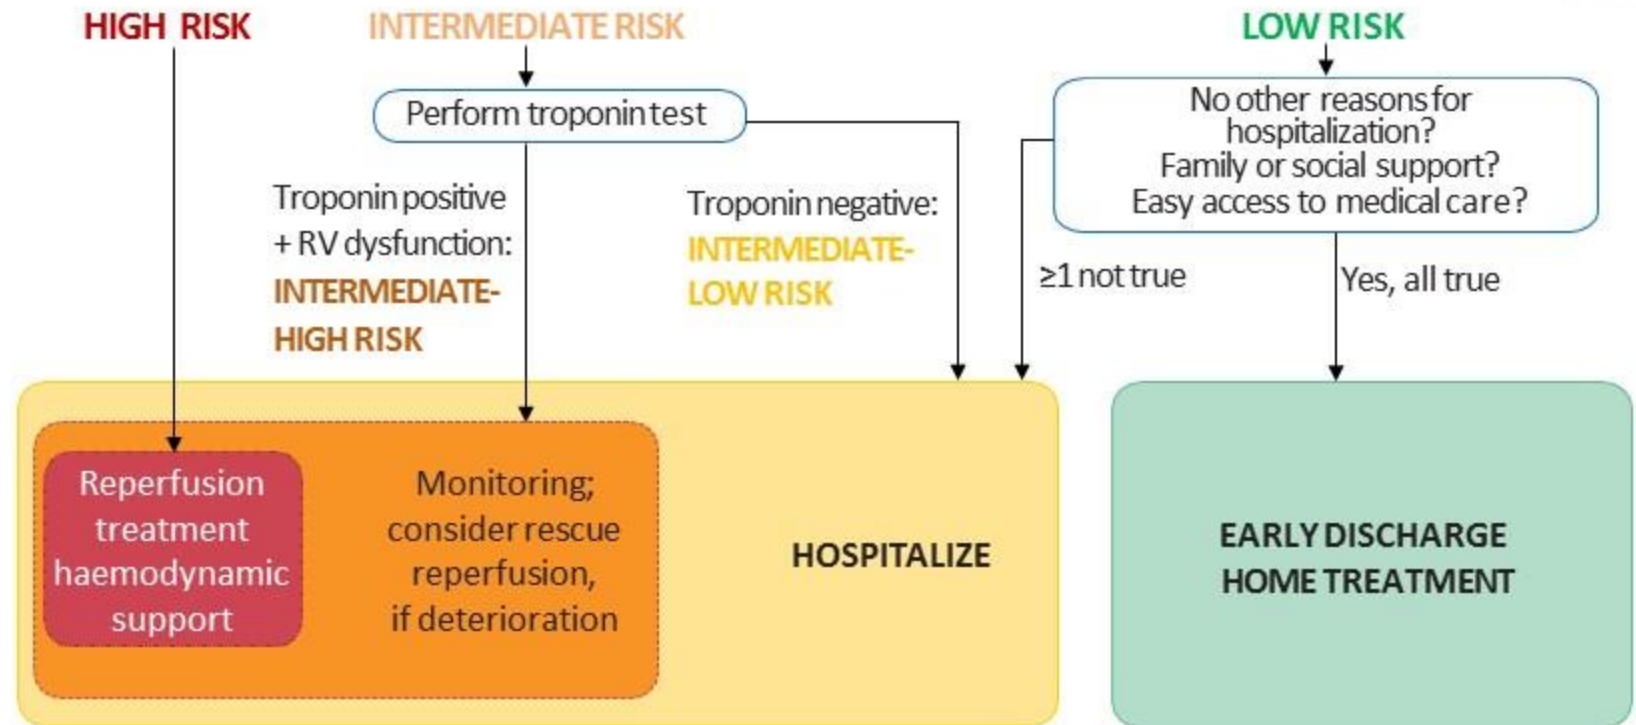 HIGH RISK
INTERMEDIATE RISK
LOW RISK
Perform troponin test
No other reasons for
hospitalization?
Family or social support?
Easy access to medical care?
Troponin positive
+ RV dysfunction:
INTERMEDIATE-
HIGH RISK
Troponin negative:
INTERMEDIATE-
LOW RISK
≥1 not true
Yes, all true
Reperfusion
treatment
haemodynamic
support
Monitoring;
consider rescue
reperfusion,
if deterioration
HOSPITALIZE
EARLY DISCHARGE
HOME TREATMENT